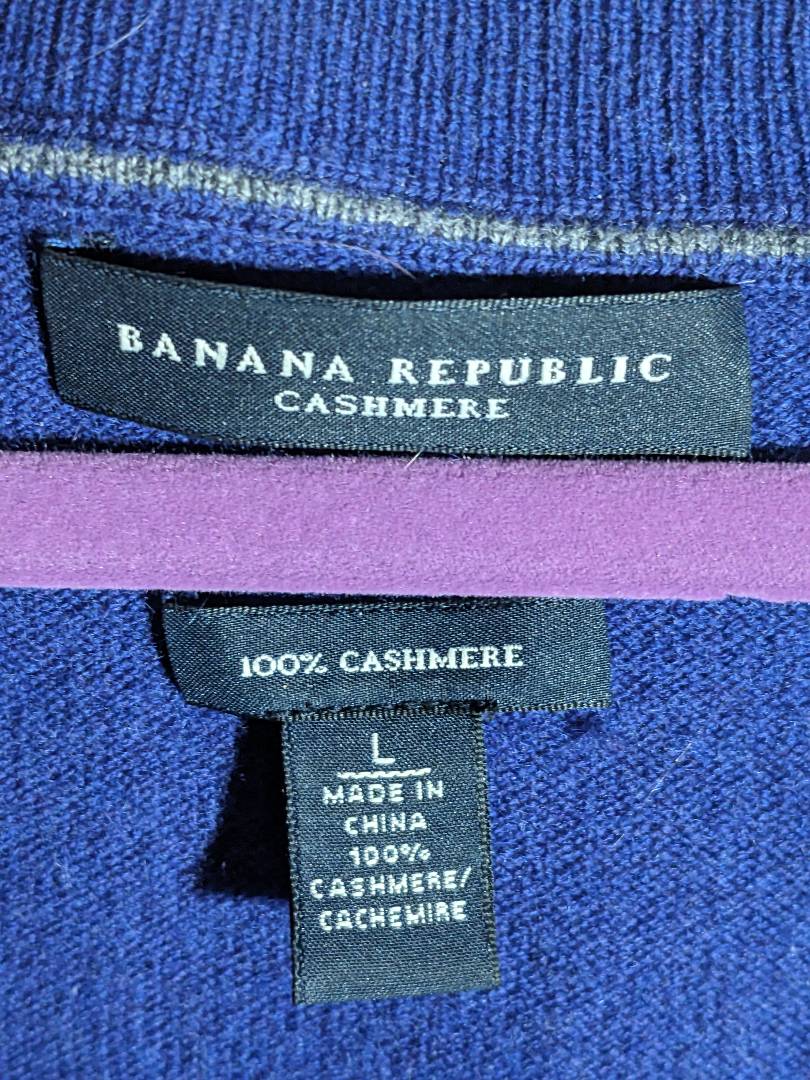 BANANA REPUBLIC
CASHMERE
100% CASHMERE
L
MADE IN
CHINA
100%
CASHMERE/
CACHEMIRE